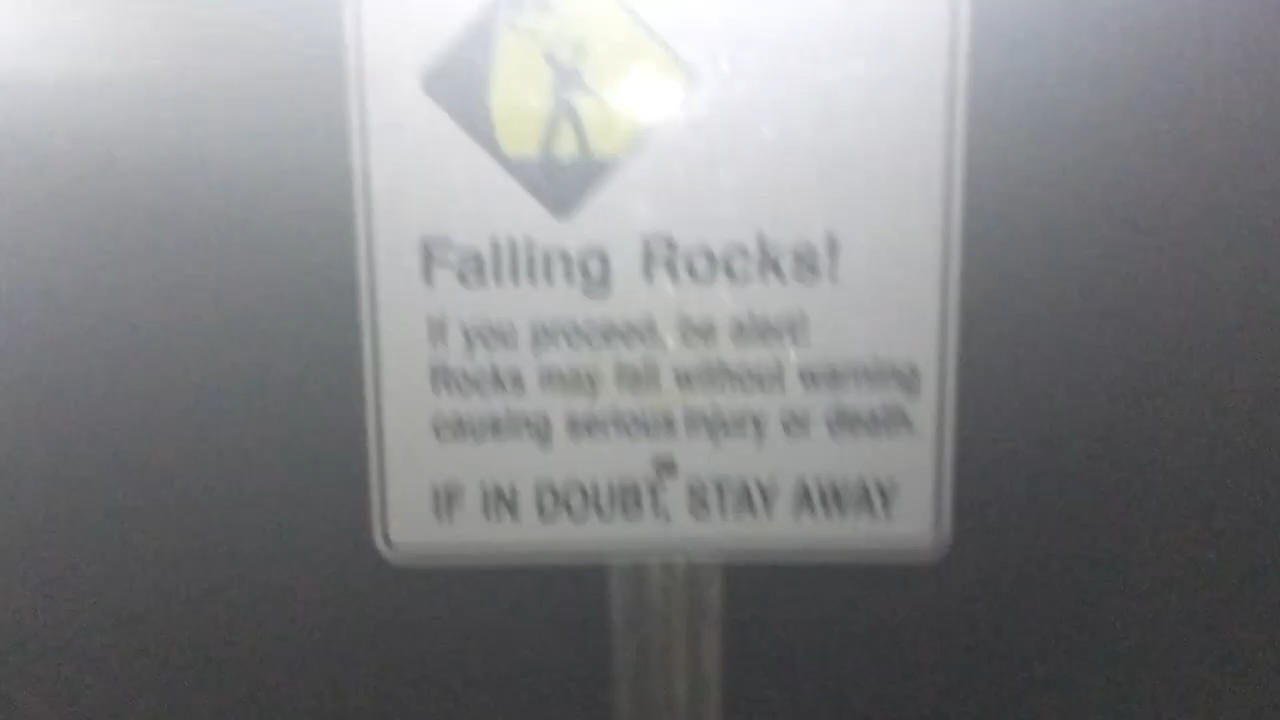 Falling Rocks!
If you proceed, be alert!
Rocks may fall without warning
causing serious injury or death.
IF IN DOUBT, STAY AWAY